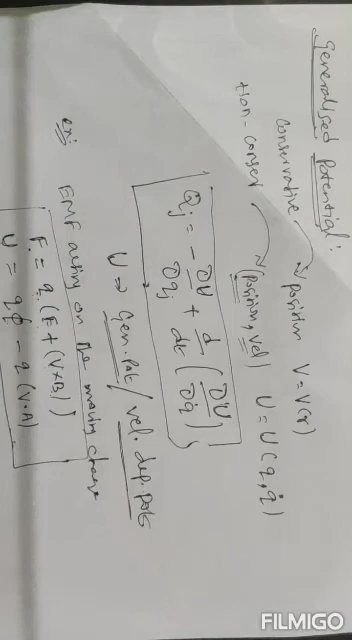 Generalised Potential:
Conservative → position V = V(r)
Non-conser → (position, vel) U = U(q, q̇)
Qj = - ∂U/∂qj + d/dt (∂U/∂q̇)
U ⇒ Gen. Pot / vel. dep. pots
ex: EMF acting on the moving charge
F = q (E + (V×B))
U = qϕ - q (V·A)
FILMIGO